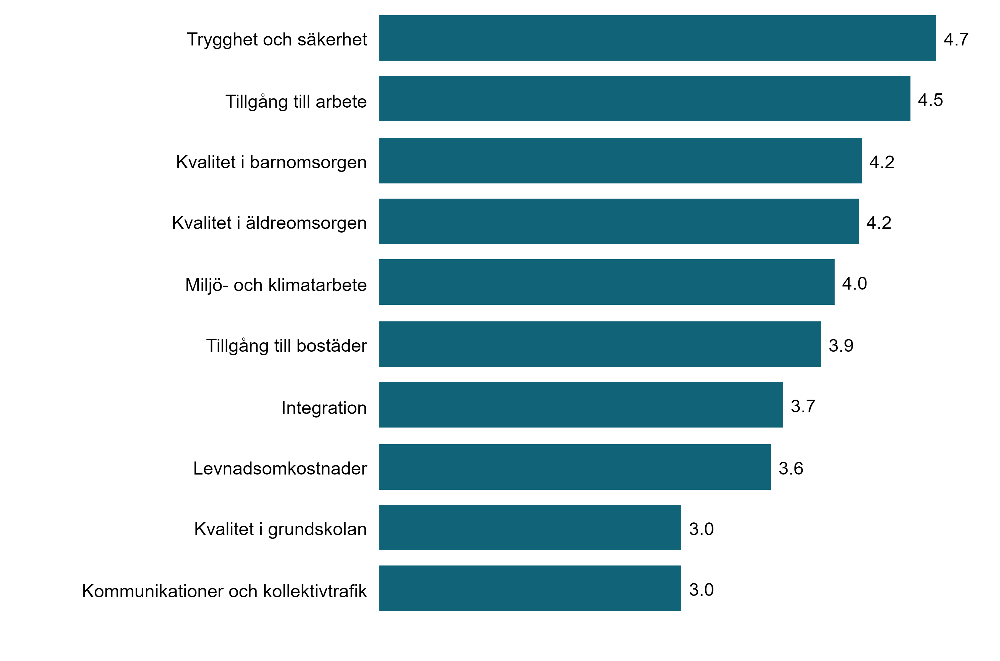 Trygghet och säkerhet 4.7
Tillgång till arbete 4.5
Kvalitet i barnomsorgen 4.2
Kvalitet i äldreomsorgen 4.2
Miljö- och klimatarbete 4.0
Tillgång till bostäder 3.9
Integration 3.7
Levnadsomkostnader 3.6
Kvalitet i grundskolan 3.0
Kommunikationer och kollektivtrafik 3.0